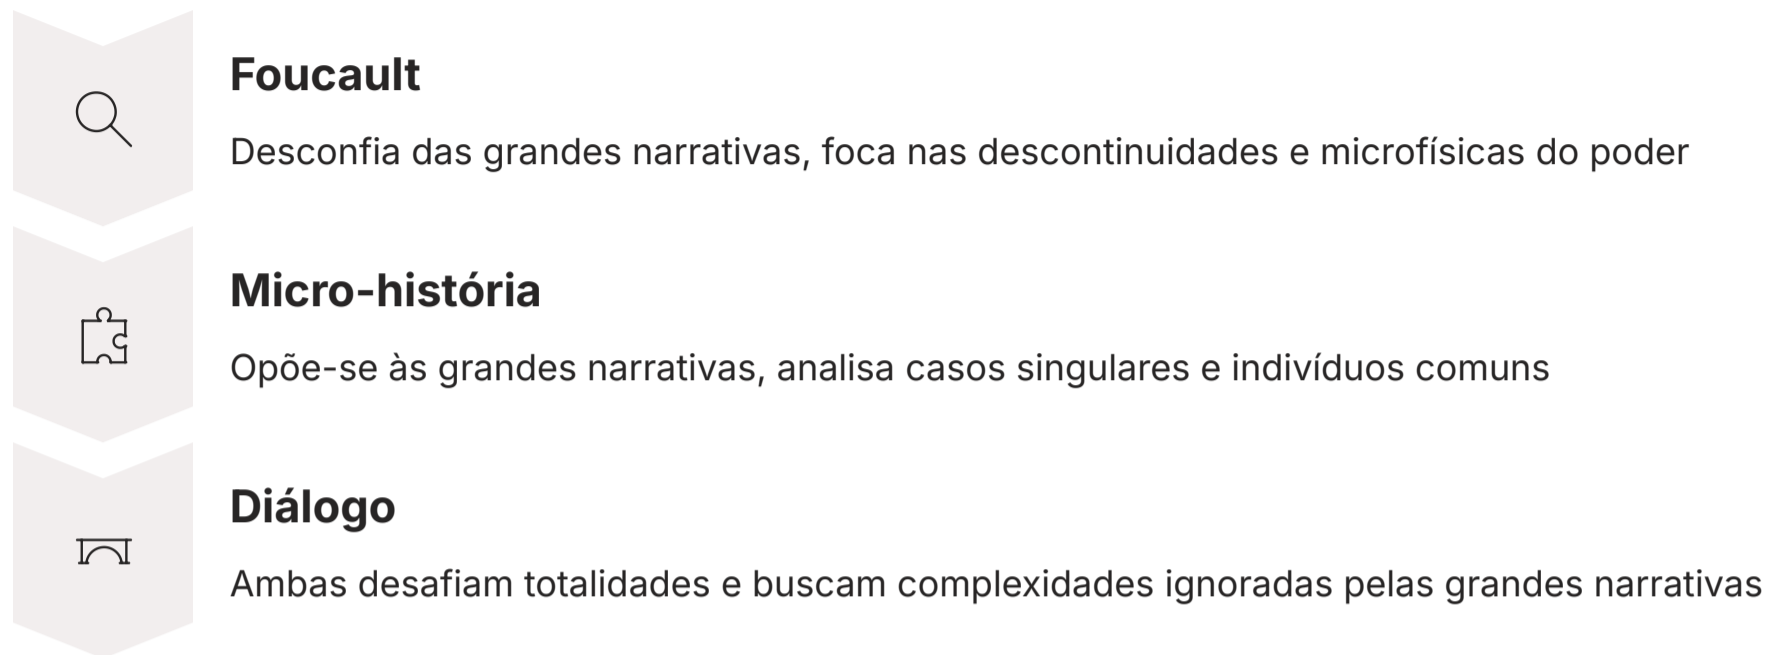 Foucault
Desconfia das grandes narrativas, foca nas descontinuidades e microfísicas do poder
Micro-história
Opõe-se às grandes narrativas, analisa casos singulares e indivíduos comuns
Diálogo
Ambas desafiam totalidades e buscam complexidades ignoradas pelas grandes narrativas